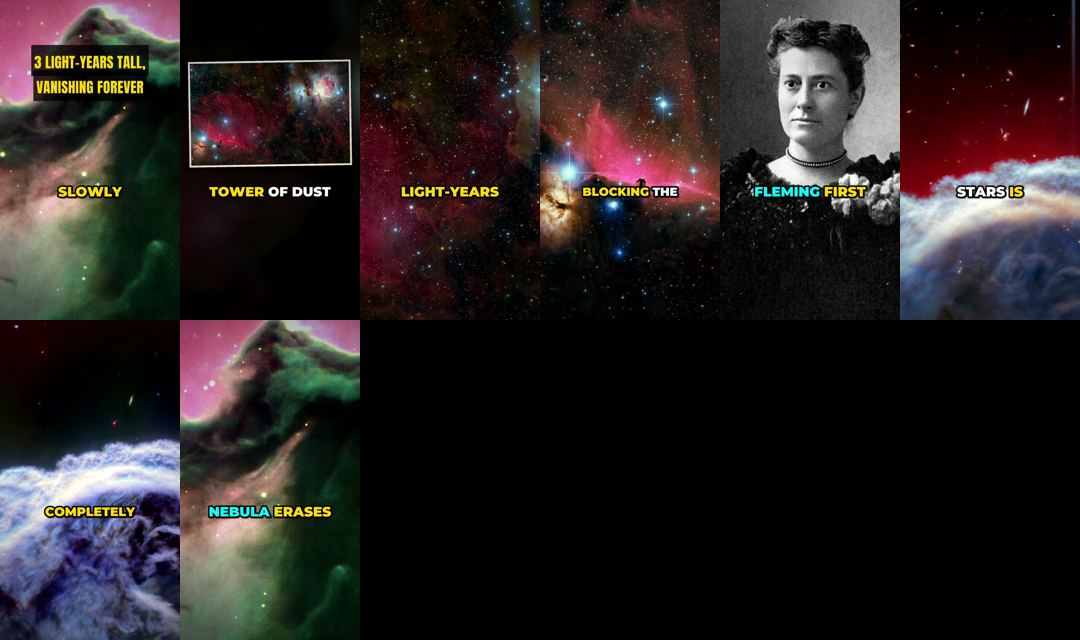 3 LIGHT-YEARS TALL,
VANISHING FOREVER
SLOWLY
TOWER OF DUST
LIGHT-YEARS
BLOCKING THE
FLEMING FIRST
STARS IS
COMPLETELY
NEBULA ERASES